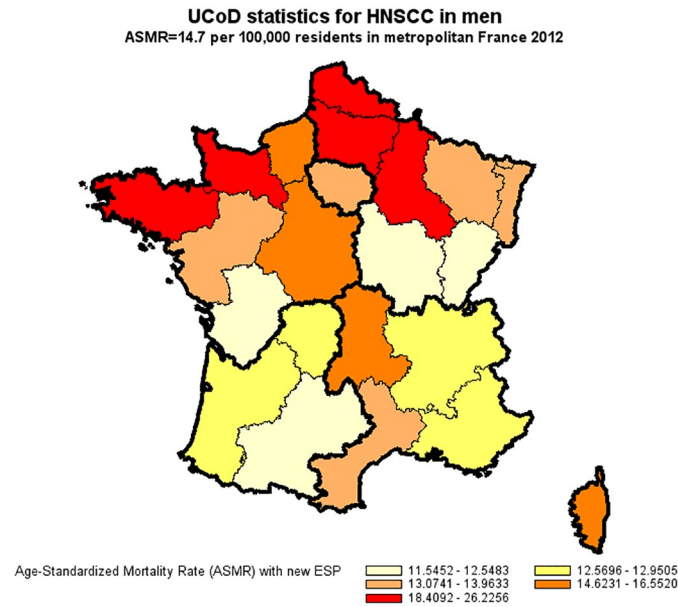 UCoD statistics for HNSCC in men
ASMR=14.7 per 100,000 residents in metropolitan France 2012
Age-Standardized Mortality Rate (ASMR) with new ESP
11.5452 - 12.5483
12.5696 - 12.9505
13.0741 - 13.9633
14.6231 - 16.5520
18.4092 - 26.2256